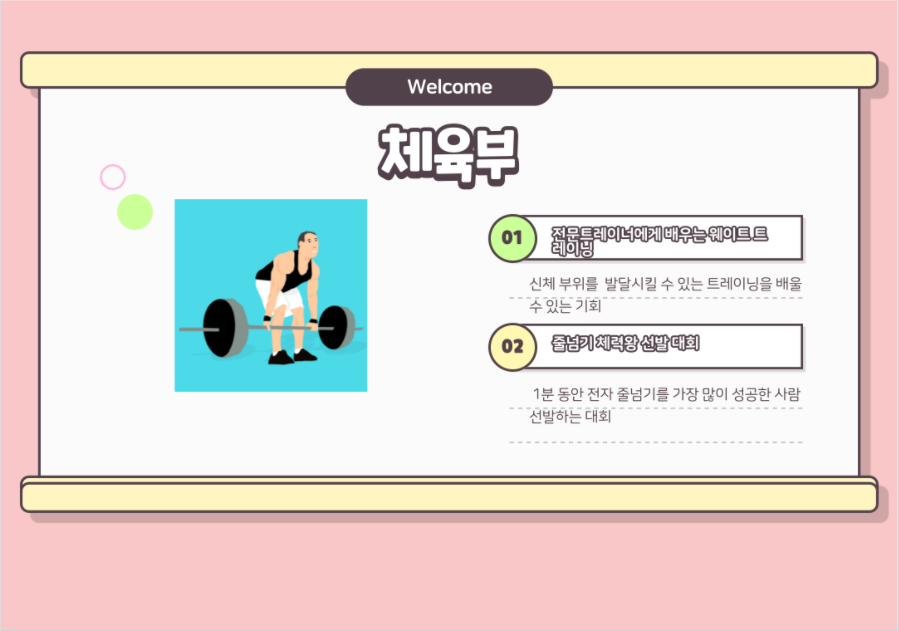 Welcome
체육부
01
전문트레이너에게 배우는 웨이트 트
레이닝
신체 부위를 발달시킬 수 있는 트레이닝을 배울
수 있는 기회
02
줄넘기 체력왕 선발 대회
1분 동안 전자 줄넘기를 가장 많이 성공한 사람
선발하는 대회